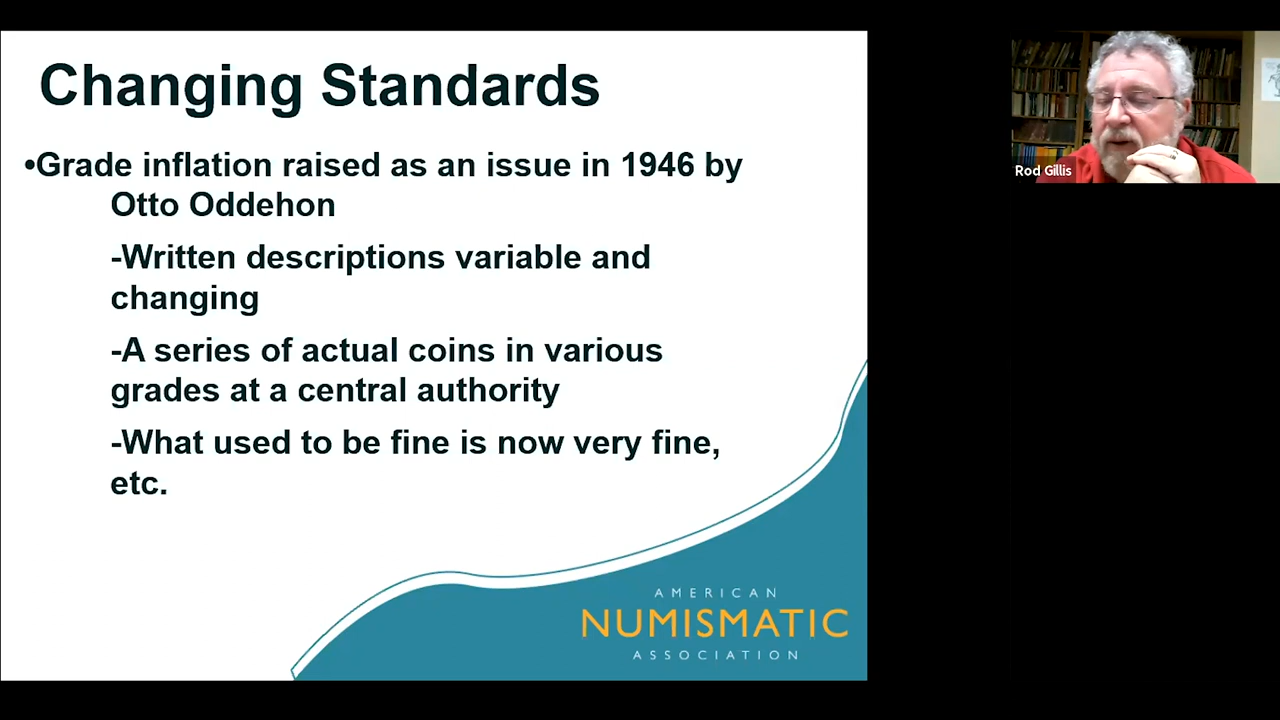 Changing Standards
•Grade inflation raised as an issue in 1946 by
Otto Oddehon
-Written descriptions variable and
changing
-A series of actual coins in various
grades at a central authority
-What used to be fine is now very fine,
etc.
AMERICAN
NUMISMATIC
ASSOCIATION
Rod Gillis